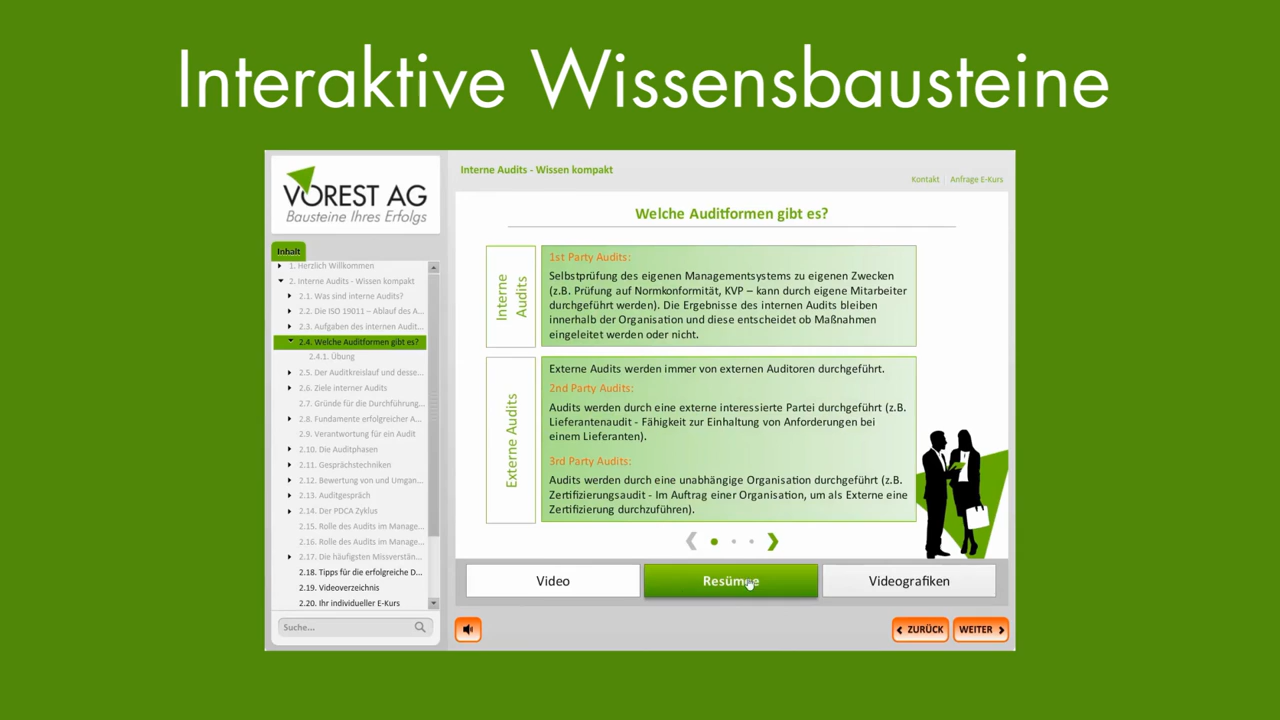 Interaktive Wissensbausteine
VOREST AG
Bausteine Ihres Erfolgs
Interne Audits - Wissen kompakt
Kontakt | Anfrage E-Kurs
Inhalt
1. Herzlich Willkommen
2. Interne Audits - Wissen kompakt
2.1. Was sind interne Audits?
2.2. Die ISO 19011 – Ablauf des A...
2.3. Aufgaben des internen Audit...
2.4. Welche Auditformen gibt es?
2.4.1. Übung
2.5. Der Auditkreislauf und desse...
2.6. Ziele interner Audits
2.7. Gründe für die Durchführung...
2.8. Fundamente erfolgreicher A...
2.9. Verantwortung für ein Audit
2.10. Die Auditphasen
2.11. Gesprächstechniken
2.12. Bewertung von und Umgan...
2.13. Auditgespräch
2.14. Der PDCA Zyklus
2.15. Rolle des Audits im Manage...
2.16. Rolle des Audits im Manage...
2.17. Die häufigsten Missverstän...
2.18. Tipps für die erfolgreiche D...
2.19. Videoverzeichnis
2.20. Ihr individueller E-Kurs
Suche...
Welche Auditformen gibt es?
Interne
Audits
1st Party Audits:
Selbstprüfung des eigenen Managementsystems zu eigenen Zwecken
(z.B. Prüfung auf Normkonformität, KVP – kann durch eigene Mitarbeiter
durchgeführt werden). Die Ergebnisse des internen Audits bleiben
innerhalb der Organisation und diese entscheidet ob Maßnahmen
eingeleitet werden oder nicht.
Externe Audits
Externe Audits werden immer von externen Auditoren durchgeführt.
2nd Party Audits:
Audits werden durch eine externe interessierte Partei durchgeführt (z.B.
Lieferantenaudit - Fähigkeit zur Einhaltung von Anforderungen bei
einem Lieferanten).
3rd Party Audits:
Audits werden durch eine unabhängige Organisation durchgeführt (z.B.
Zertifizierungsaudit - Im Auftrag einer Organisation, um als Externe eine
Zertifizierung durchzuführen).
Video
Resümee
Videografiken
ZURÜCK
WEITER